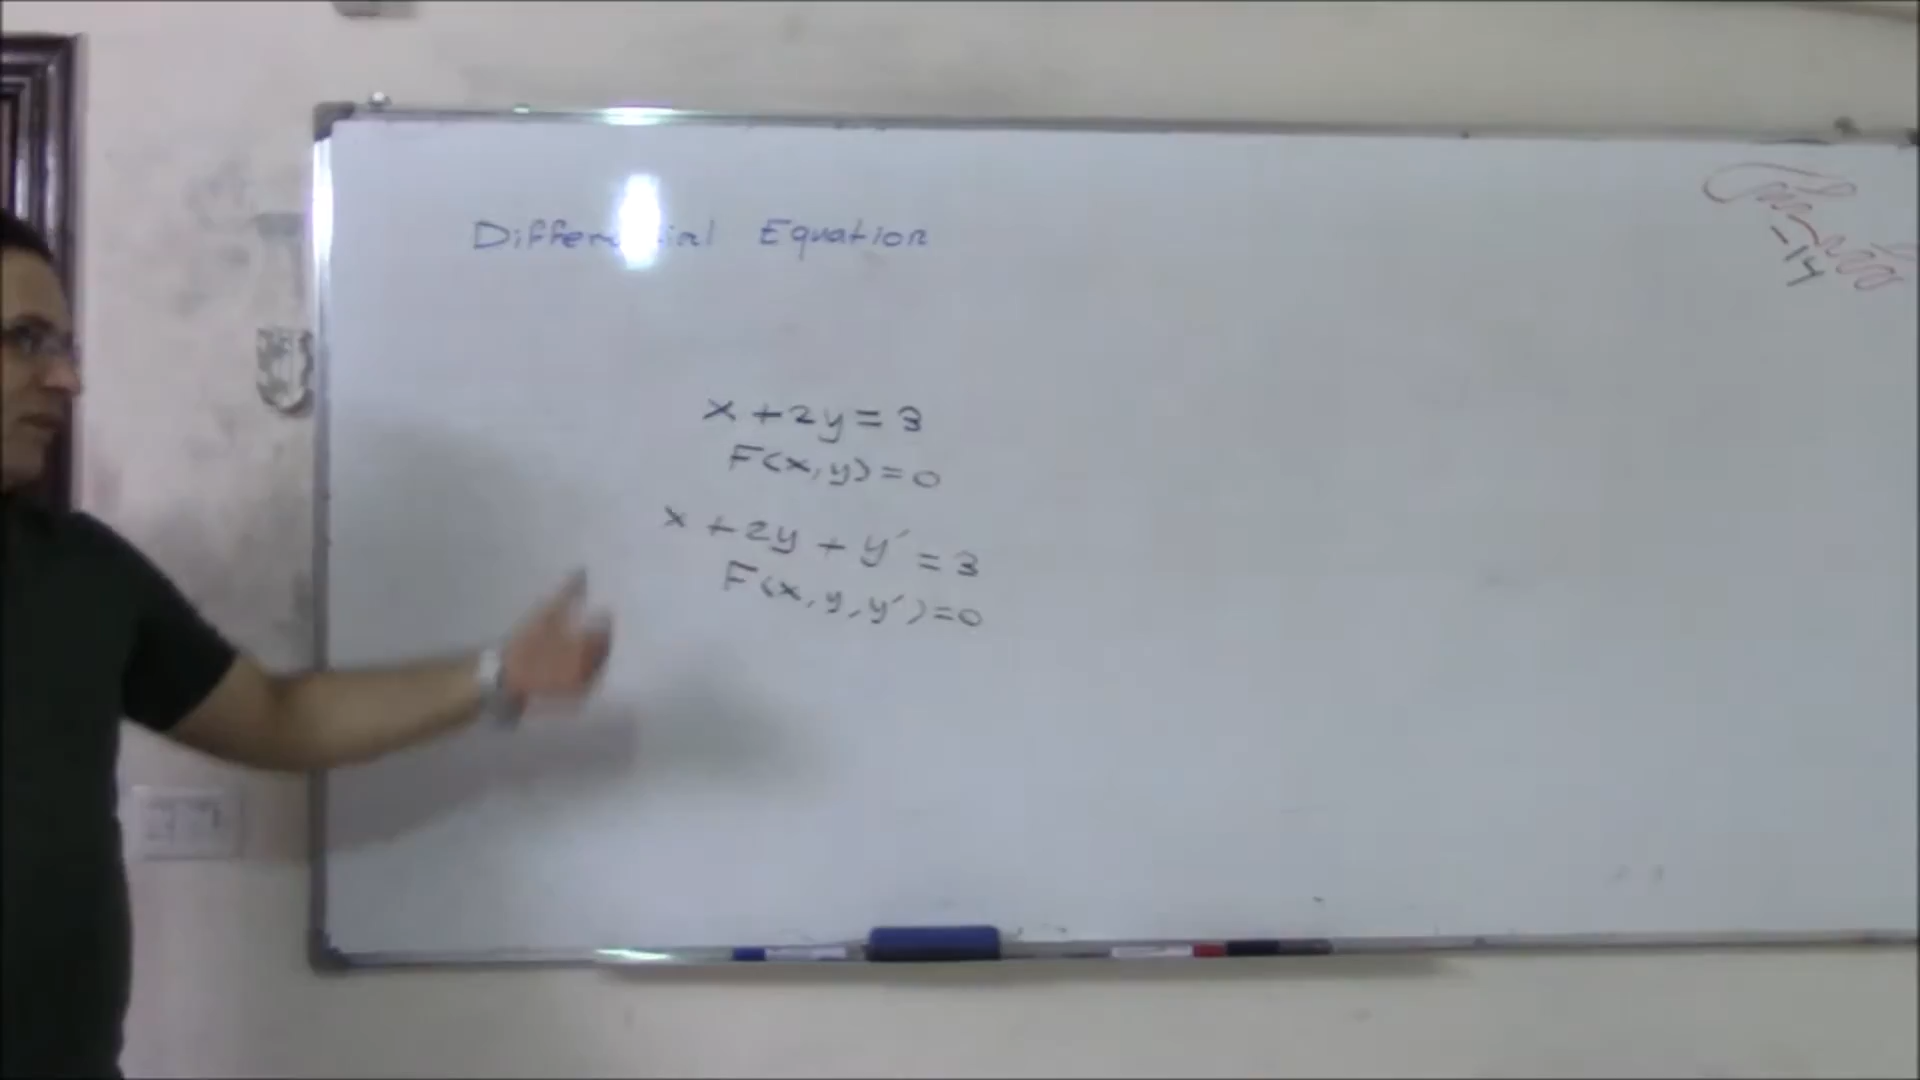 Differential Equation
x + 2y = 3
F(x, y) = 0
x + 2y + y′ = 3
F(x, y, y′) = 0